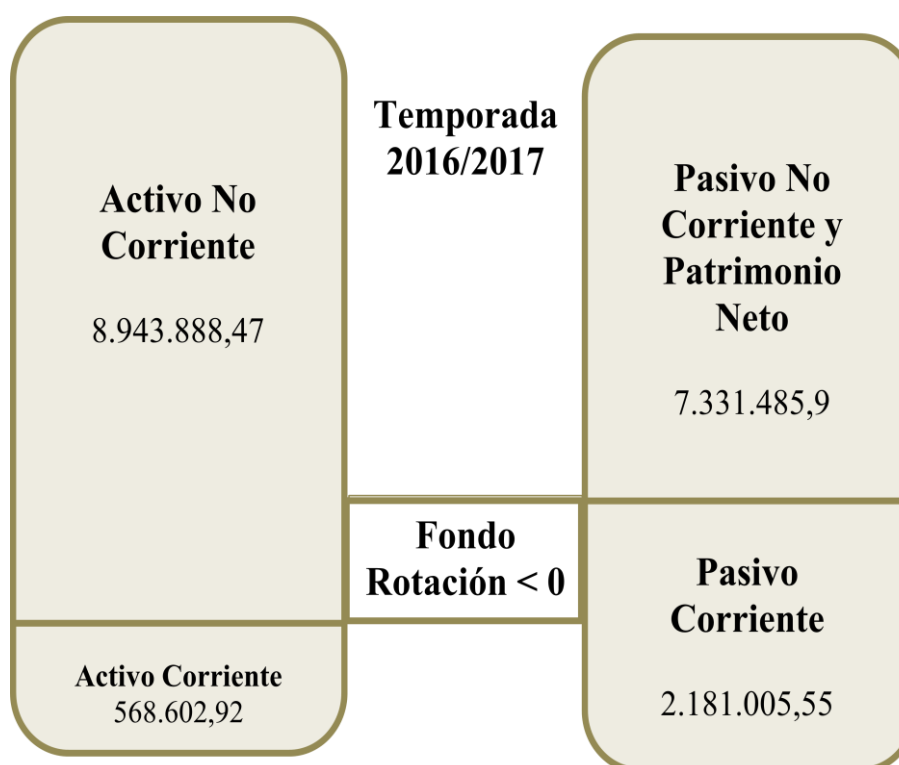 Activo No
Corriente
8.943.888,47
Activo Corriente
568.602,92
Temporada
2016/2017
Fondo
Rotación < 0
Pasivo No
Corriente y
Patrimonio
Neto
7.331.485,9
Pasivo
Corriente
2.181.005,55